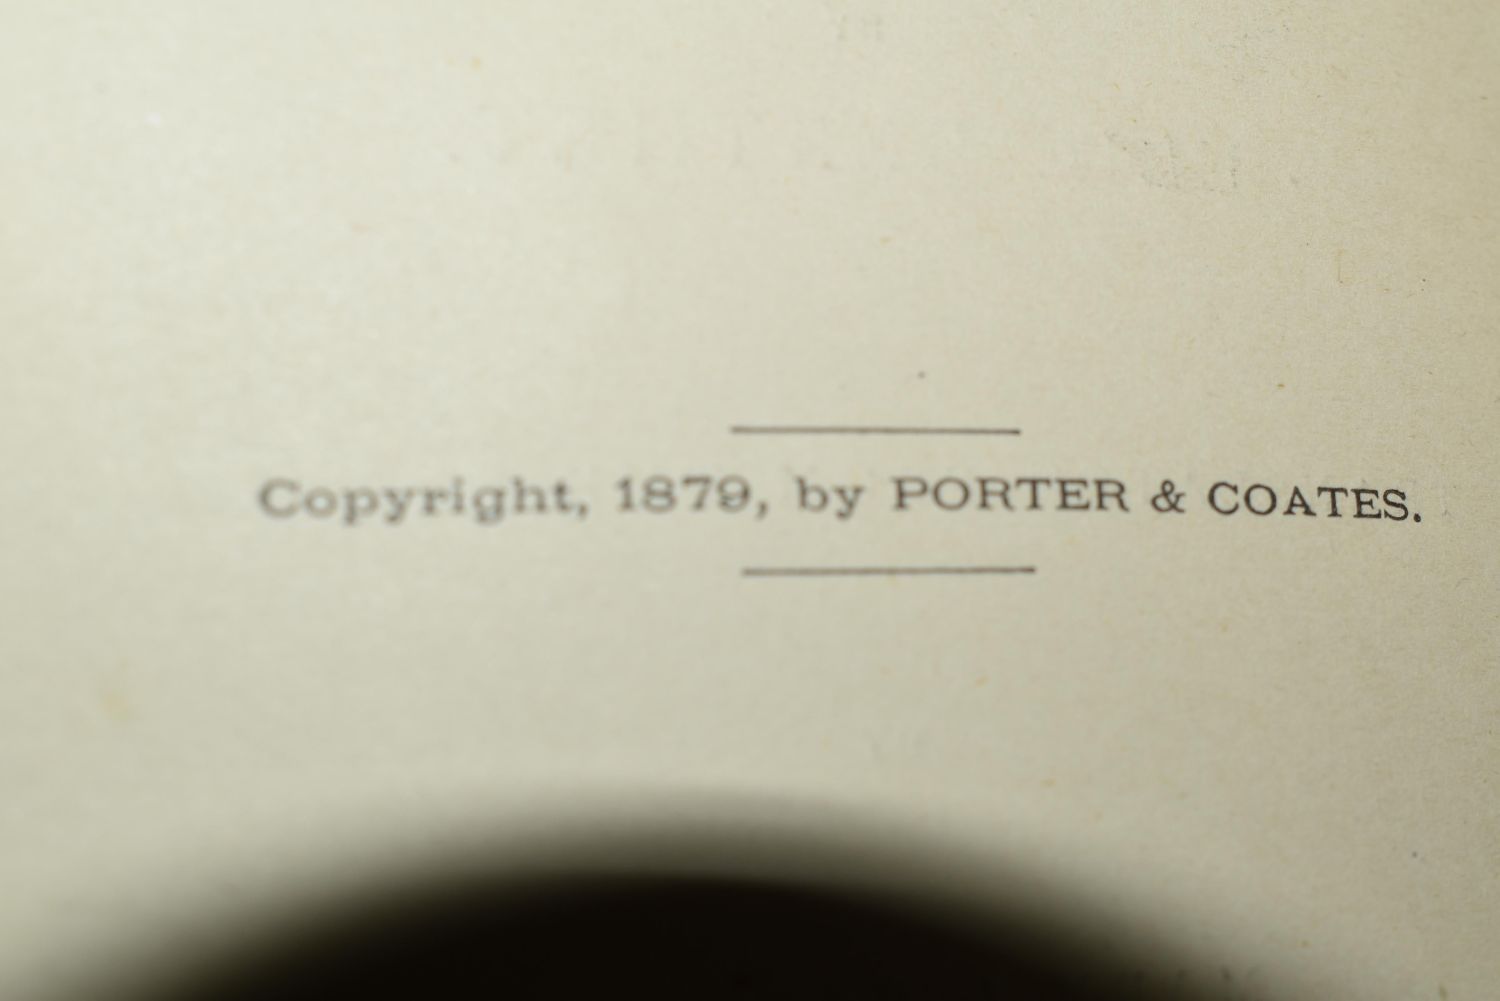 Copyright, 1879, by PORTER & COATES.